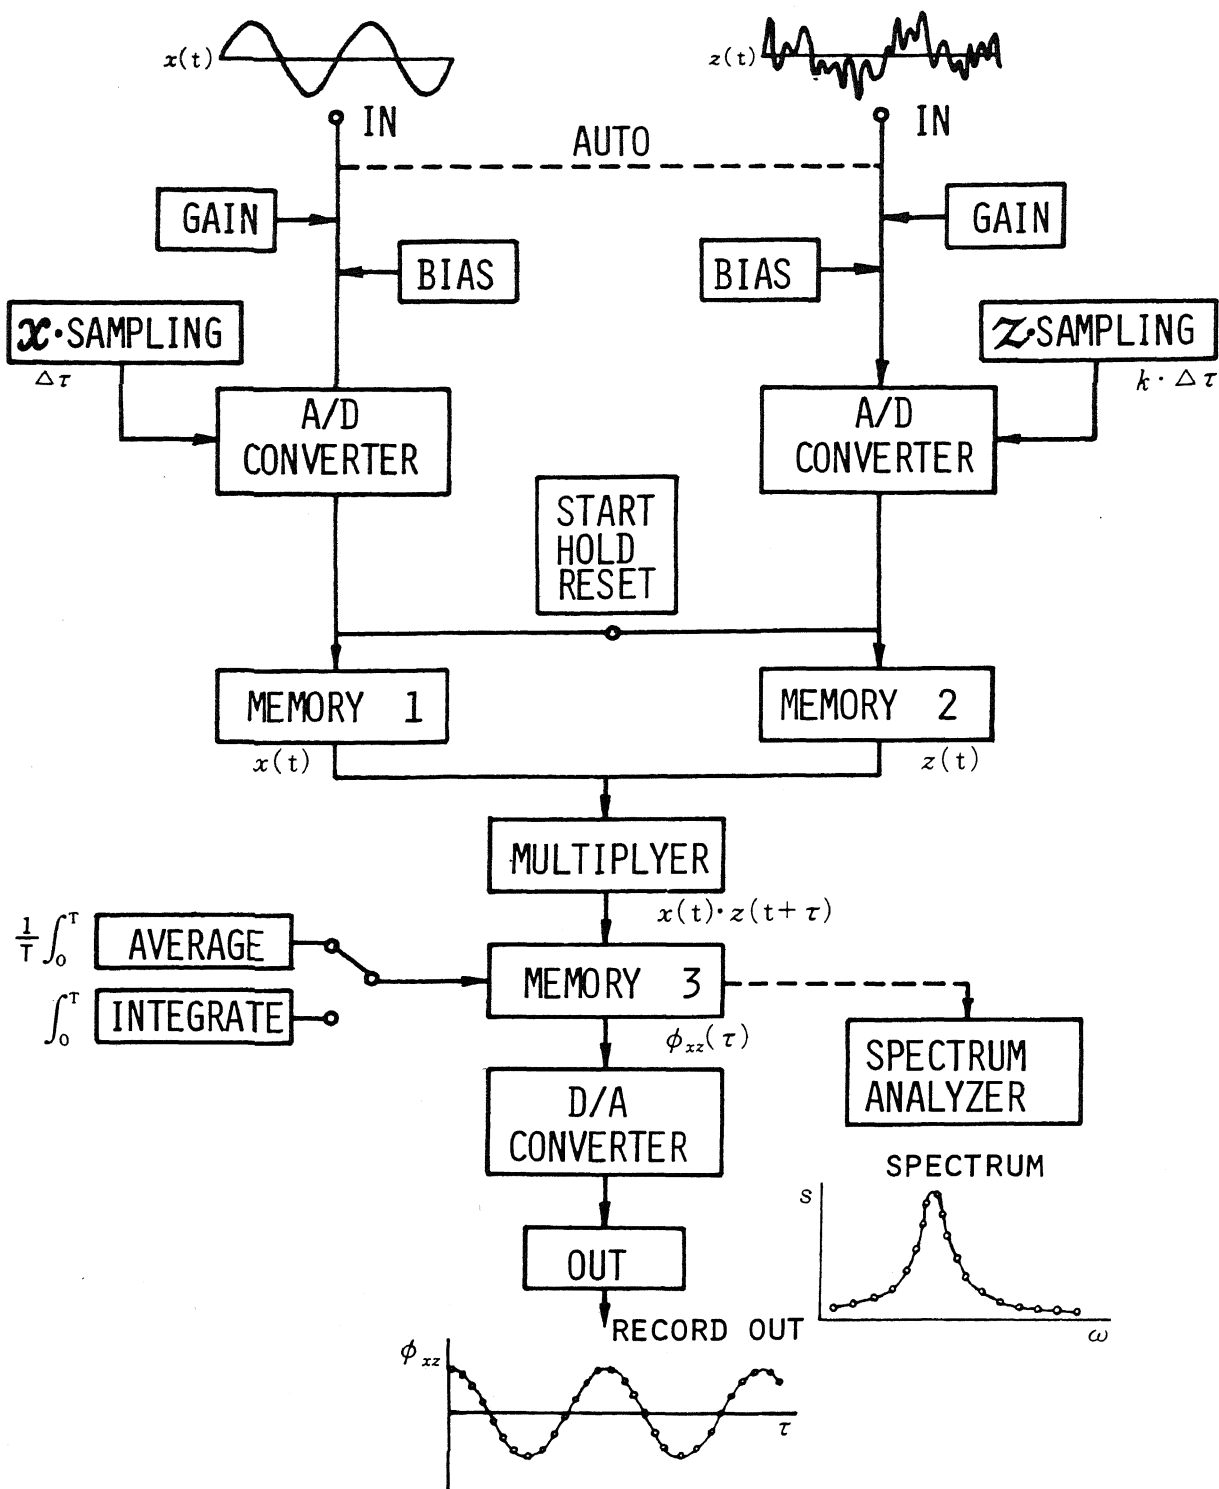 x(t)
z(t)
IN
IN
AUTO
GAIN
GAIN
BIAS
BIAS
x·SAMPLING
z·SAMPLING
Δτ
k·Δτ
A/D
CONVERTER
A/D
CONVERTER
START
HOLD
RESET
MEMORY 1
MEMORY 2
x(t)
z(t)
MULTIPLYER
x(t)·z(t+τ)
1/T ∫₀ᵀ
AVERAGE
MEMORY 3
∫₀ᵀ
INTEGRATE
ϕxz(τ)
SPECTRUM
ANALYZER
D/A
CONVERTER
SPECTRUM
S
ω
OUT
RECORD OUT
ϕxz
τ